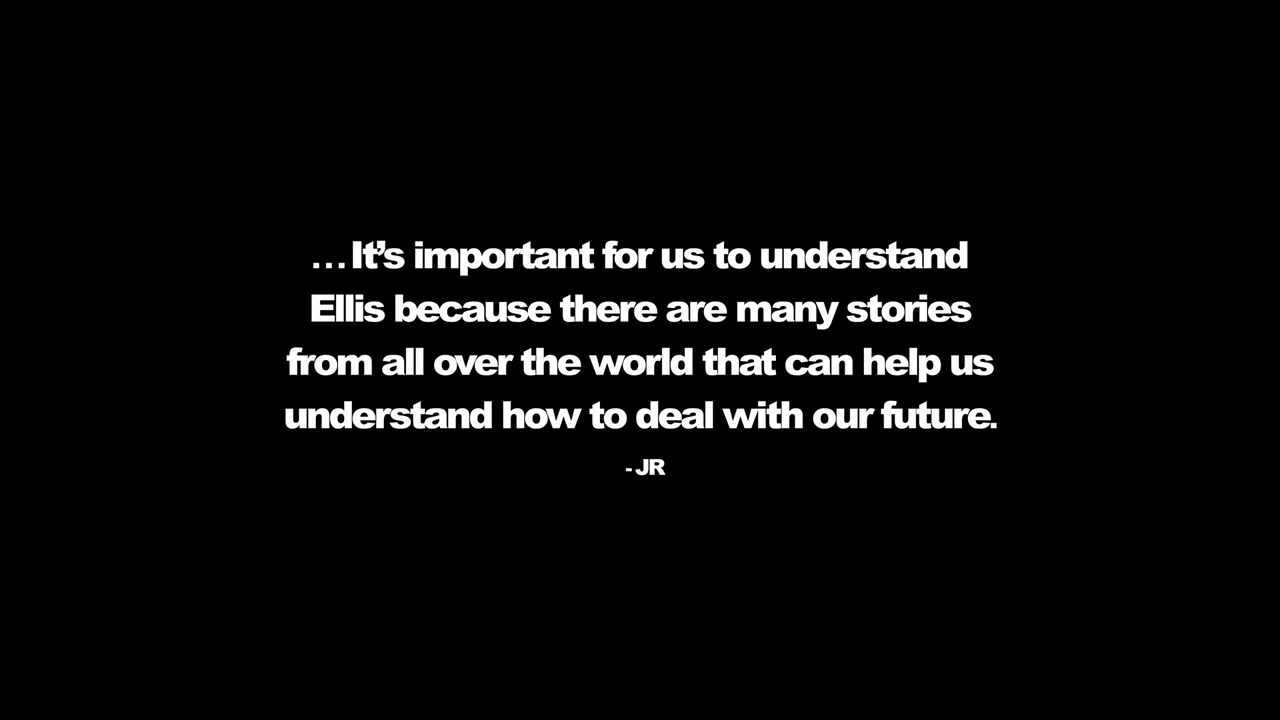 …It’s important for us to understand
Ellis because there are many stories
from all over the world that can help us
understand how to deal with our future.
- JR